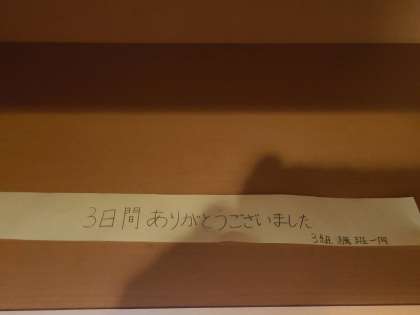 3日間 ありがとうございました
3組 班一同